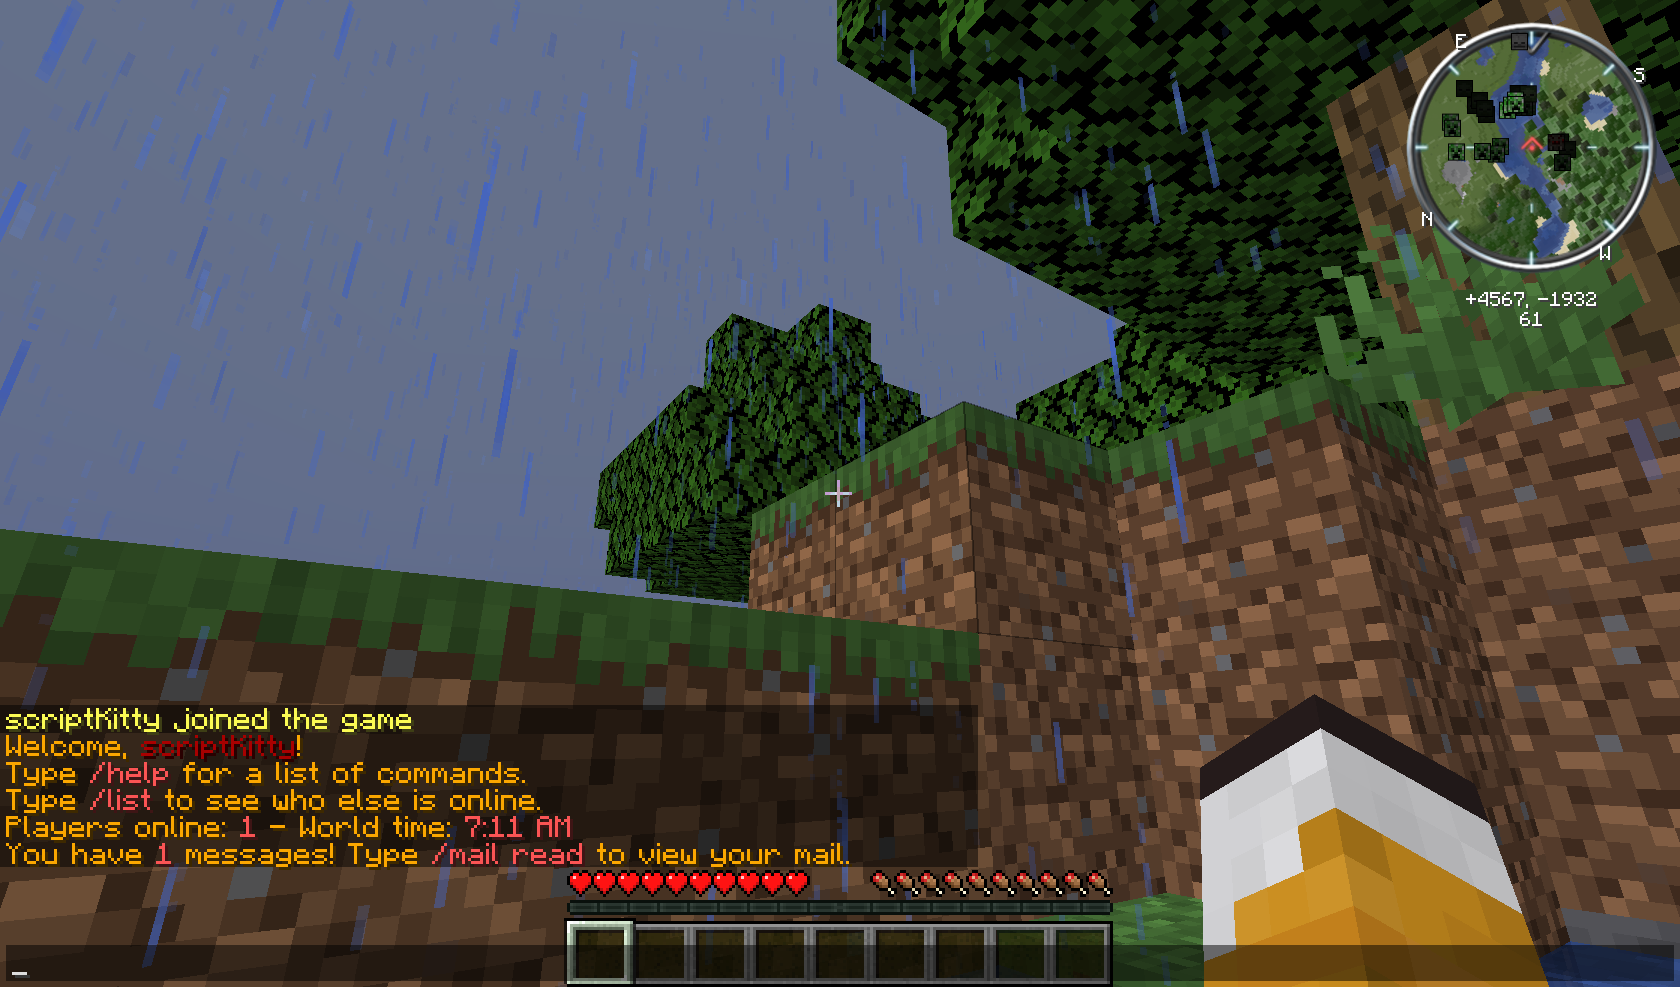 E
S
N
W
+4567, -1932
61
scriptKitty joined the game
Welcome, scriptKitty!
Type /help for a list of commands.
Type /list to see who else is online.
Players online: 1 - World time: 7:11 AM
You have 1 messages! Type /mail read to view your mail.
_